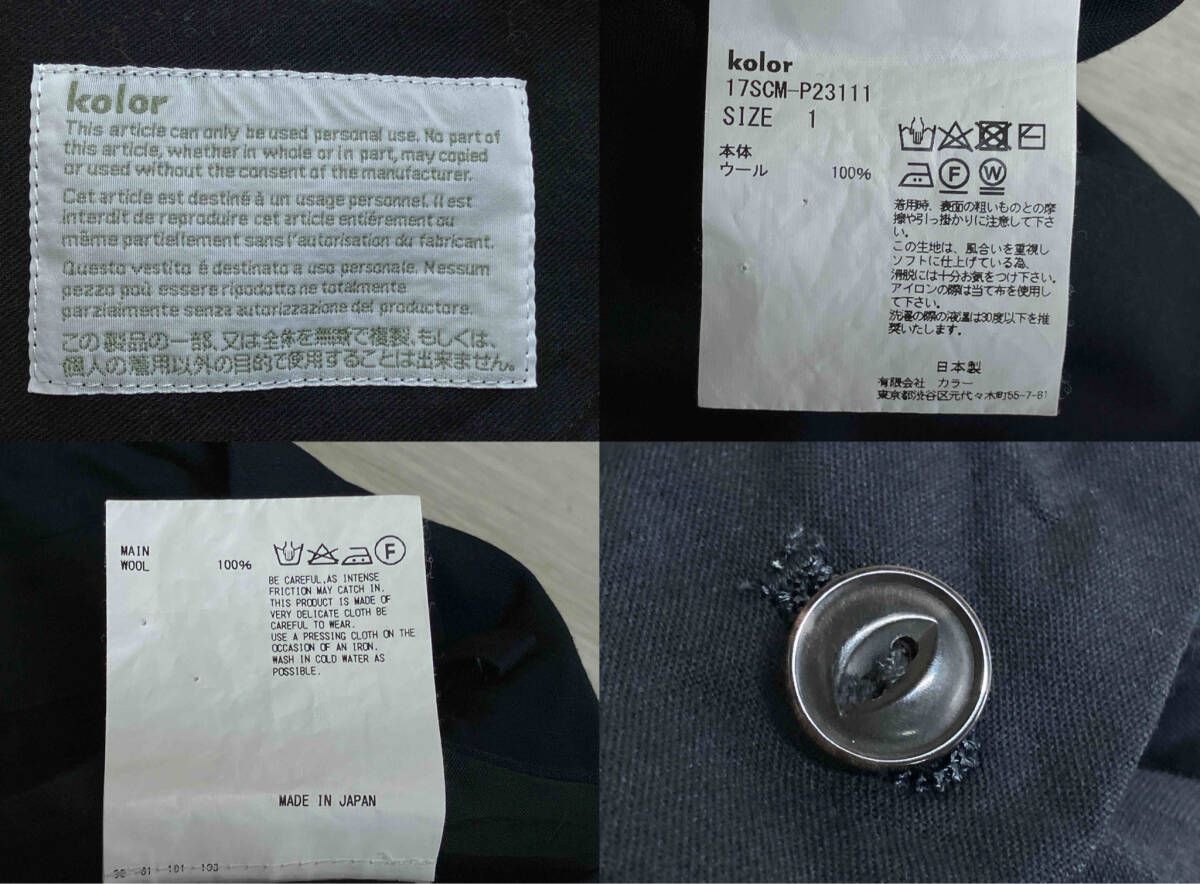 kolor
This article can only be used personal use. No part of
this article, whether in whole or in part, may copied
or used without the consent of the manufacturer.
Cet article est destiné à un usage personnel. Il est
interdit de reproduire cet article entiérement ou
même partiellement sans l'autorisation du fabricant.
Questo vestito è destinato a uso personale. Nessum
pezzo poù essere ripodotto ne totalmente
parzialmente senza autorizzazione del produttore.
この製品の一部、又は全体を無断で複製、もしくは、
個人の着用以外の目的で使用することは出来ません。
kolor
17SCM-P23111
SIZE 1
本体
ウール 100%
F W
着用時、表面の粗いものとの摩
擦や引っ掛かりに注意して下さ
い。
この生地は、風合いを重視し
ソフトに仕上げている為、
滑脱には十分お気をつけ下さい。
アイロンの際は当て布を使用し
て下さい。
洗濯の際の液温は30度以下を推
奨いたします。
日本製
有限会社 カラー
東京都渋谷区元代々木町55-7-B1
MAIN
WOOL 100%
F
BE CAREFUL,AS INTENSE
FRICTION MAY CATCH IN.
THIS PRODUCT IS MADE OF
VERY DELICATE CLOTH BE
CAREFUL TO WEAR.
USE A PRESSING CLOTH ON THE
OCCASION OF AN IRON.
WASH IN COLD WATER AS
POSSIBLE.
MADE IN JAPAN